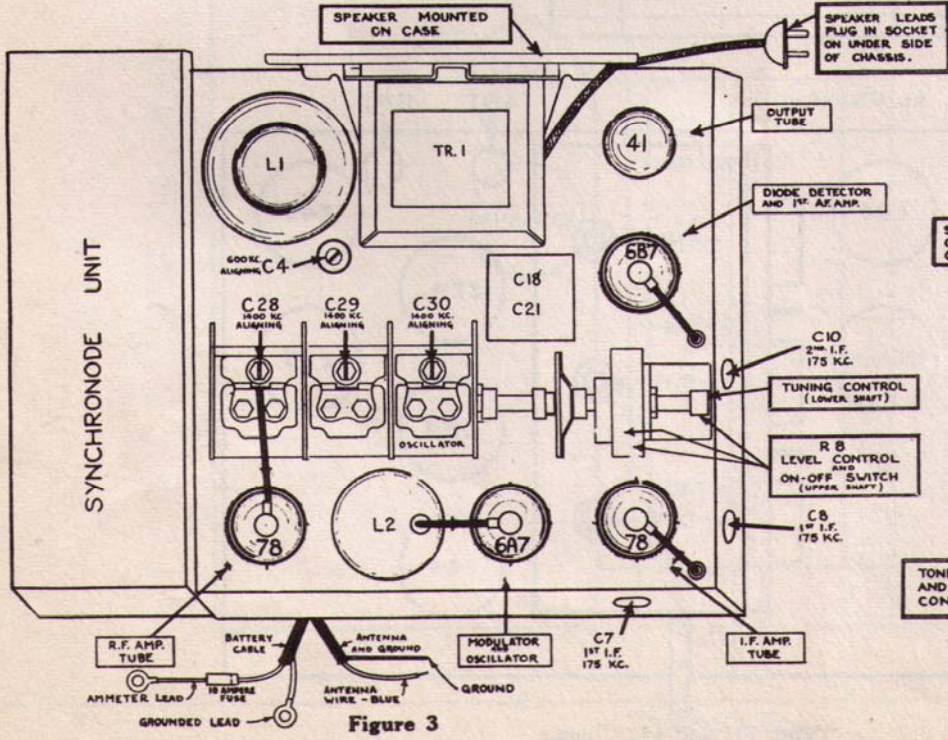 SPEAKER MOUNTED
ON CASE
SPEAKER LEADS
PLUG IN SOCKET
ON UNDER SIDE
OF CHASSIS.
L1
TR.1
41
OUTPUT
TUBE
DIODE DETECTOR
AND 1ST. A.F. AMP.
6B7
SYNCHRONODE UNIT
600 KC.
ALIGNING C4
C18
C21
C28
1400 KC.
ALIGNING
C29
1400 KC.
ALIGNING
C30
1400 KC.
ALIGNING
C10
2ND I.F.
175 KC.
TUNING CONTROL
(LOWER SHAFT)
OSCILLATOR
R8
LEVEL CONTROL
AND
ON-OFF SWITCH
(UPPER SHAFT)
78
L2
6A7
78
C8
1ST I.F.
175 KC.
R.F. AMP.
TUBE
BATTERY
CABLE
ANTENNA
AND GROUND
MODULATOR
AND
OSCILLATOR
C7
1ST I.F.
175 KC.
I.F. AMP.
TUBE
AMMETER LEAD
10 AMPERE
FUSE
ANTENNA
WIRE - BLUE
GROUND
GROUNDED LEAD
Figure 3
TON
AND
CON